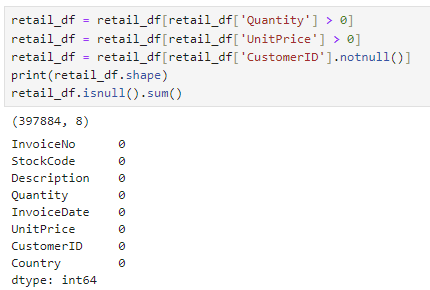 retail_df = retail_df[retail_df['Quantity'] > 0]
retail_df = retail_df[retail_df['UnitPrice'] > 0]
retail_df = retail_df[retail_df['CustomerID'].notnull()]
print(retail_df.shape)
retail_df.isnull().sum()
(397884, 8)
InvoiceNo 0
StockCode 0
Description 0
Quantity 0
InvoiceDate 0
UnitPrice 0
CustomerID 0
Country 0
dtype: int64